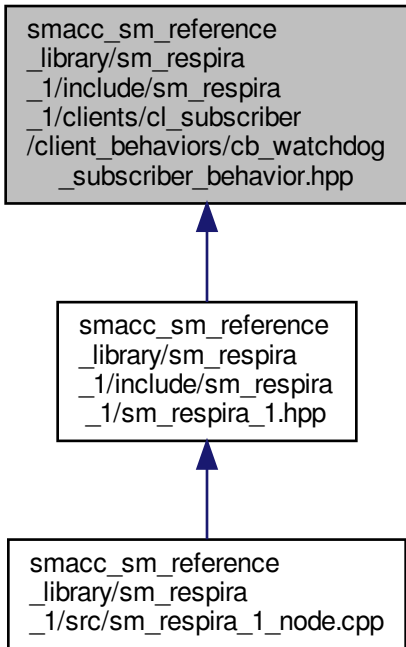 smacc_sm_reference
_library/sm_respira
_1/include/sm_respira
_1/clients/cl_subscriber
/client_behaviors/cb_watchdog
_subscriber_behavior.hpp
smacc_sm_reference
_library/sm_respira
_1/include/sm_respira
_1/sm_respira_1.hpp
smacc_sm_reference
_library/sm_respira
_1/src/sm_respira_1_node.cpp